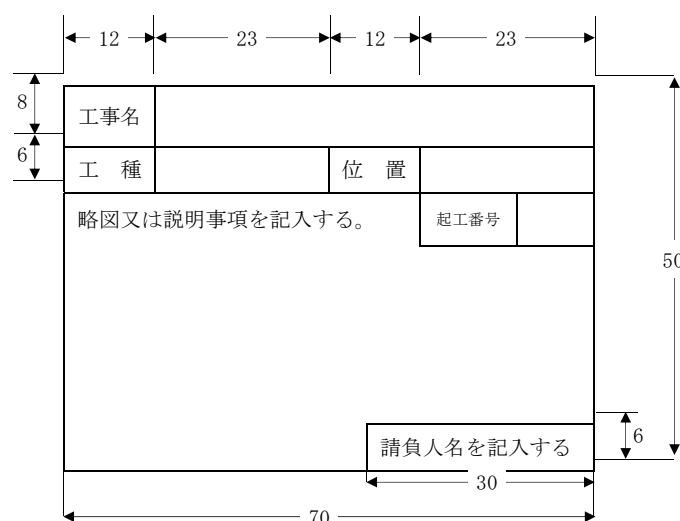 12 23 12 23
8
工事名
6
工 種 位 置
略図又は説明事項を記入する。 起工番号
50
請負人名を記入する 6
30
70